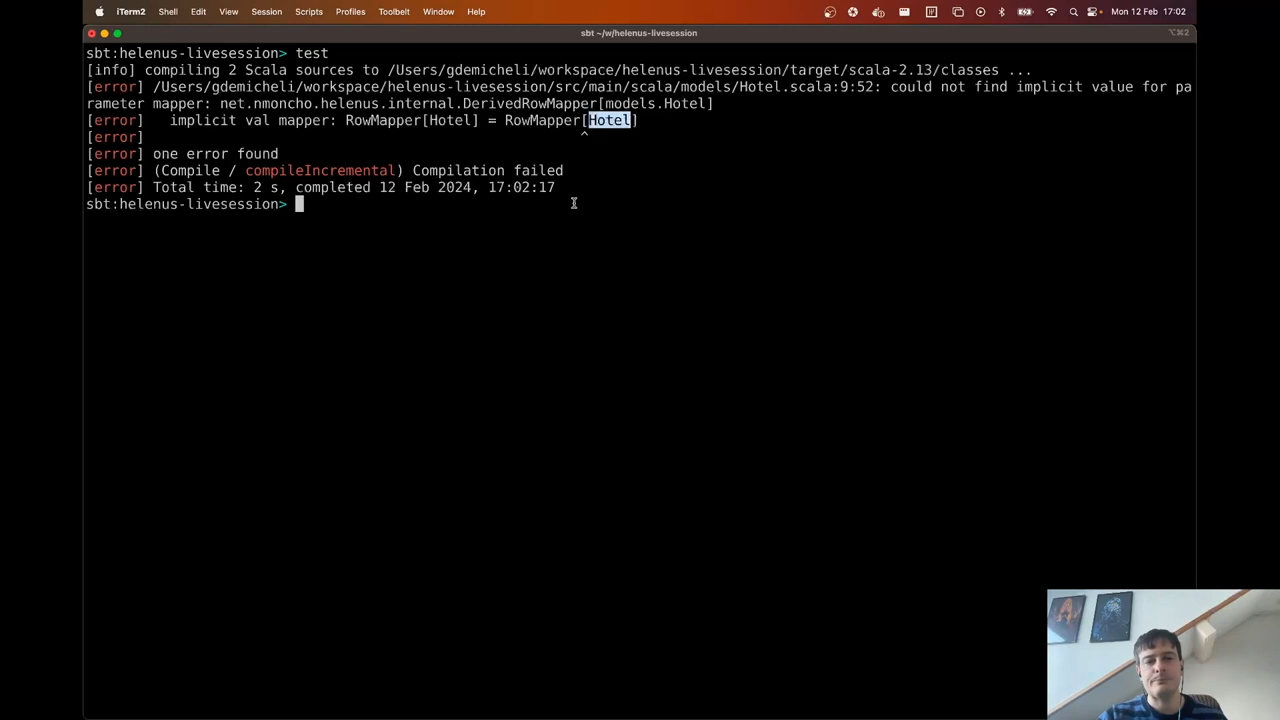 iTerm2 Shell Edit View Session Scripts Profiles Toolbelt Window Help Mon 12 Feb 17:02
sbt ~/w/helenus-livesession ⌥⌘2
sbt:helenus-livesession> test
[info] compiling 2 Scala sources to /Users/gdemicheli/workspace/helenus-livesession/target/scala-2.13/classes ...
[error] /Users/gdemicheli/workspace/helenus-livesession/src/main/scala/models/Hotel.scala:9:52: could not find implicit value for pa
rameter mapper: net.nmoncho.helenus.internal.DerivedRowMapper[models.Hotel]
[error]   implicit val mapper: RowMapper[Hotel] = RowMapper[Hotel]
[error]                                                    ^
[error] one error found
[error] (Compile / compileIncremental) Compilation failed
[error] Total time: 2 s, completed 12 Feb 2024, 17:02:17
sbt:helenus-livesession>